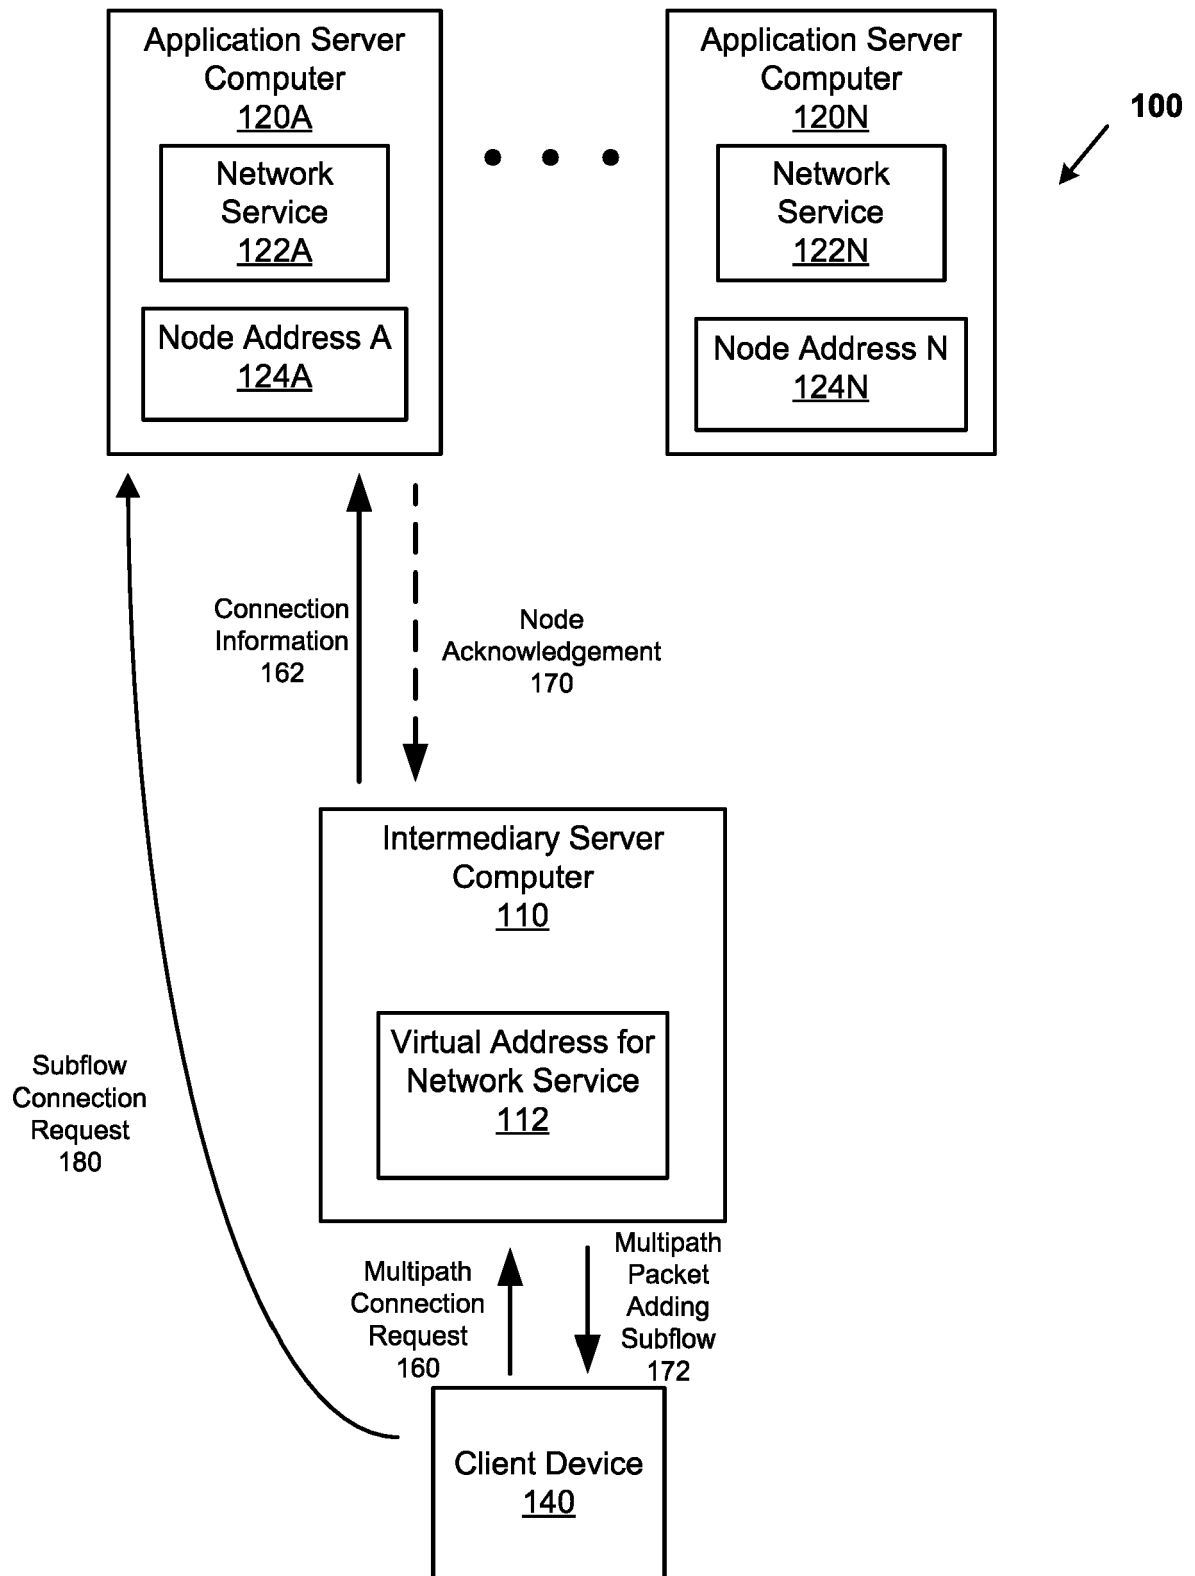 Application Server
Computer
120A
Network
Service
122A
Node Address A
124A
Application Server
Computer
120N
Network
Service
122N
Node Address N
124N
100
Connection
Information
162
Node
Acknowledgement
170
Intermediary Server
Computer
110
Virtual Address for
Network Service
112
Subflow
Connection
Request
180
Multipath
Connection
Request
160
Multipath
Packet
Adding
Subflow
172
Client Device
140